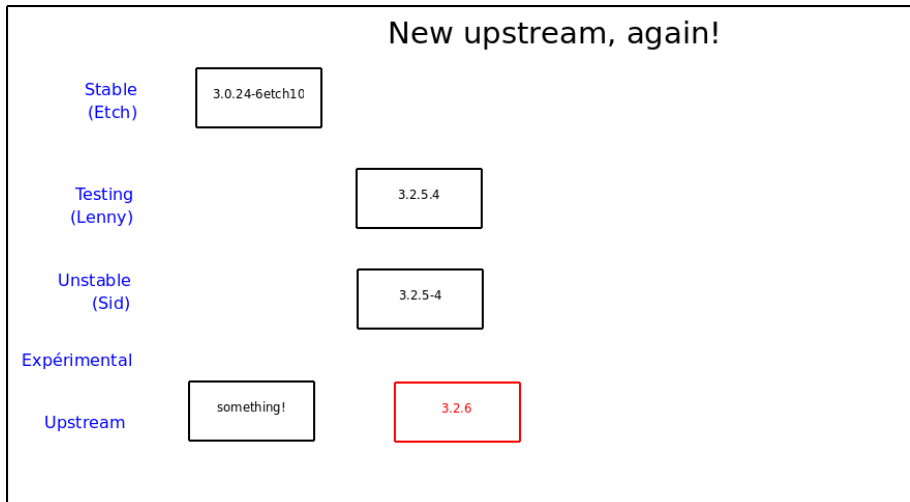 New upstream, again!
Stable
(Etch)
3.0.24-6etch10
Testing
(Lenny)
3.2.5.4
Unstable
(Sid)
3.2.5-4
Expérimental
Upstream
something!
3.2.6